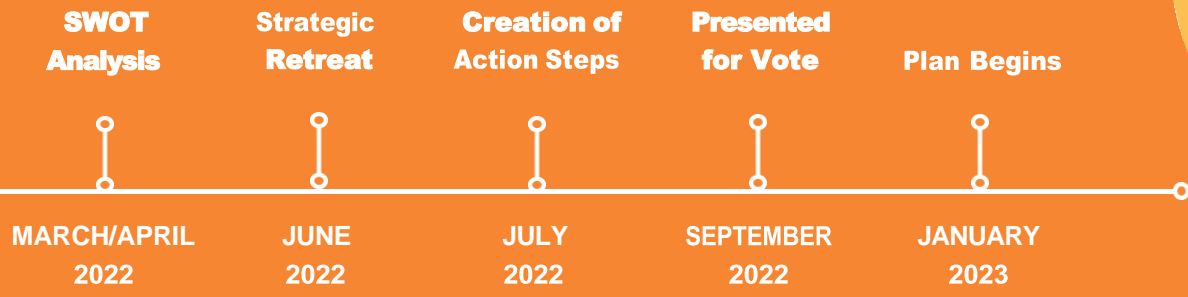 SWOT
Analysis
Strategic
Retreat
Creation of
Action Steps
Presented
for Vote
Plan Begins
MARCH/APRIL
2022
JUNE
2022
JULY
2022
SEPTEMBER
2022
JANUARY
2023